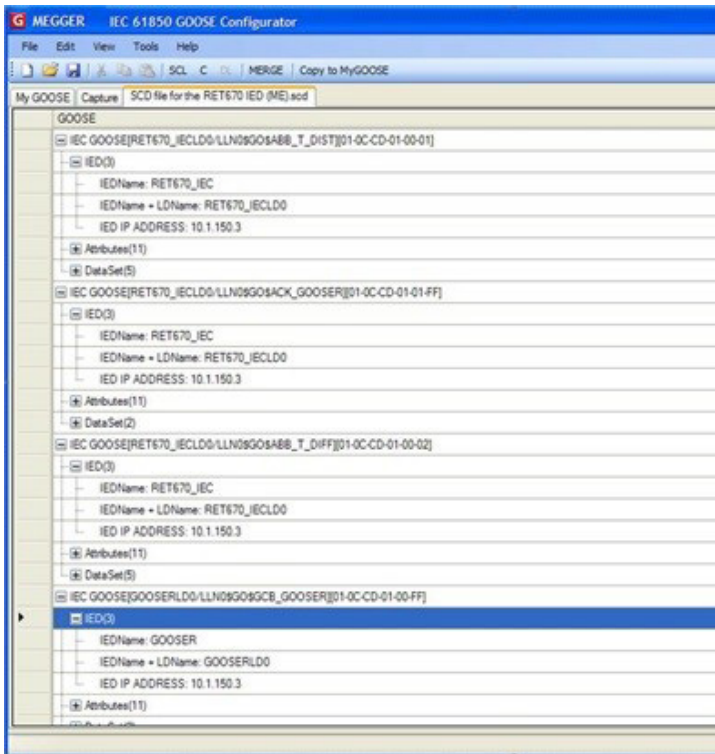 G MEGGER IEC 61850 GOOSE Configurator
File Edit View Tools Help
SCL C MERGE Copy to MyGOOSE
My GOOSE Capture SCD file for the RET670 IED (ME).scd
GOOSE
IEC GOOSE[RET670_IECLD0/LLN0$GO$ABB_T_DIST][01-0C-CD-01-00-01]
IED(3)
IEDName: RET670_IEC
IEDName + LDName: RET670_IECLD0
IED IP ADDRESS: 10.1.150.3
Attributes(11)
DataSet(5)
IEC GOOSE[RET670_IECLD0/LLN0$GO$ACK_GOOSER][01-0C-CD-01-01-FF]
IED(3)
IEDName: RET670_IEC
IEDName + LDName: RET670_IECLD0
IED IP ADDRESS: 10.1.150.3
Attributes(11)
DataSet(2)
IEC GOOSE[RET670_IECLD0/LLN0$GO$ABB_T_DIFF][01-0C-CD-01-00-02]
IED(3)
IEDName: RET670_IEC
IEDName + LDName: RET670_IECLD0
IED IP ADDRESS: 10.1.150.3
Attributes(11)
DataSet(5)
IEC GOOSE[GOOSERLD0/LLN0$GO$GCB_GOOSER][01-0C-CD-01-00-FF]
IED(3)
IEDName: GOOSER
IEDName + LDName: GOOSERLD0
IED IP ADDRESS: 10.1.150.3
Attributes(11)